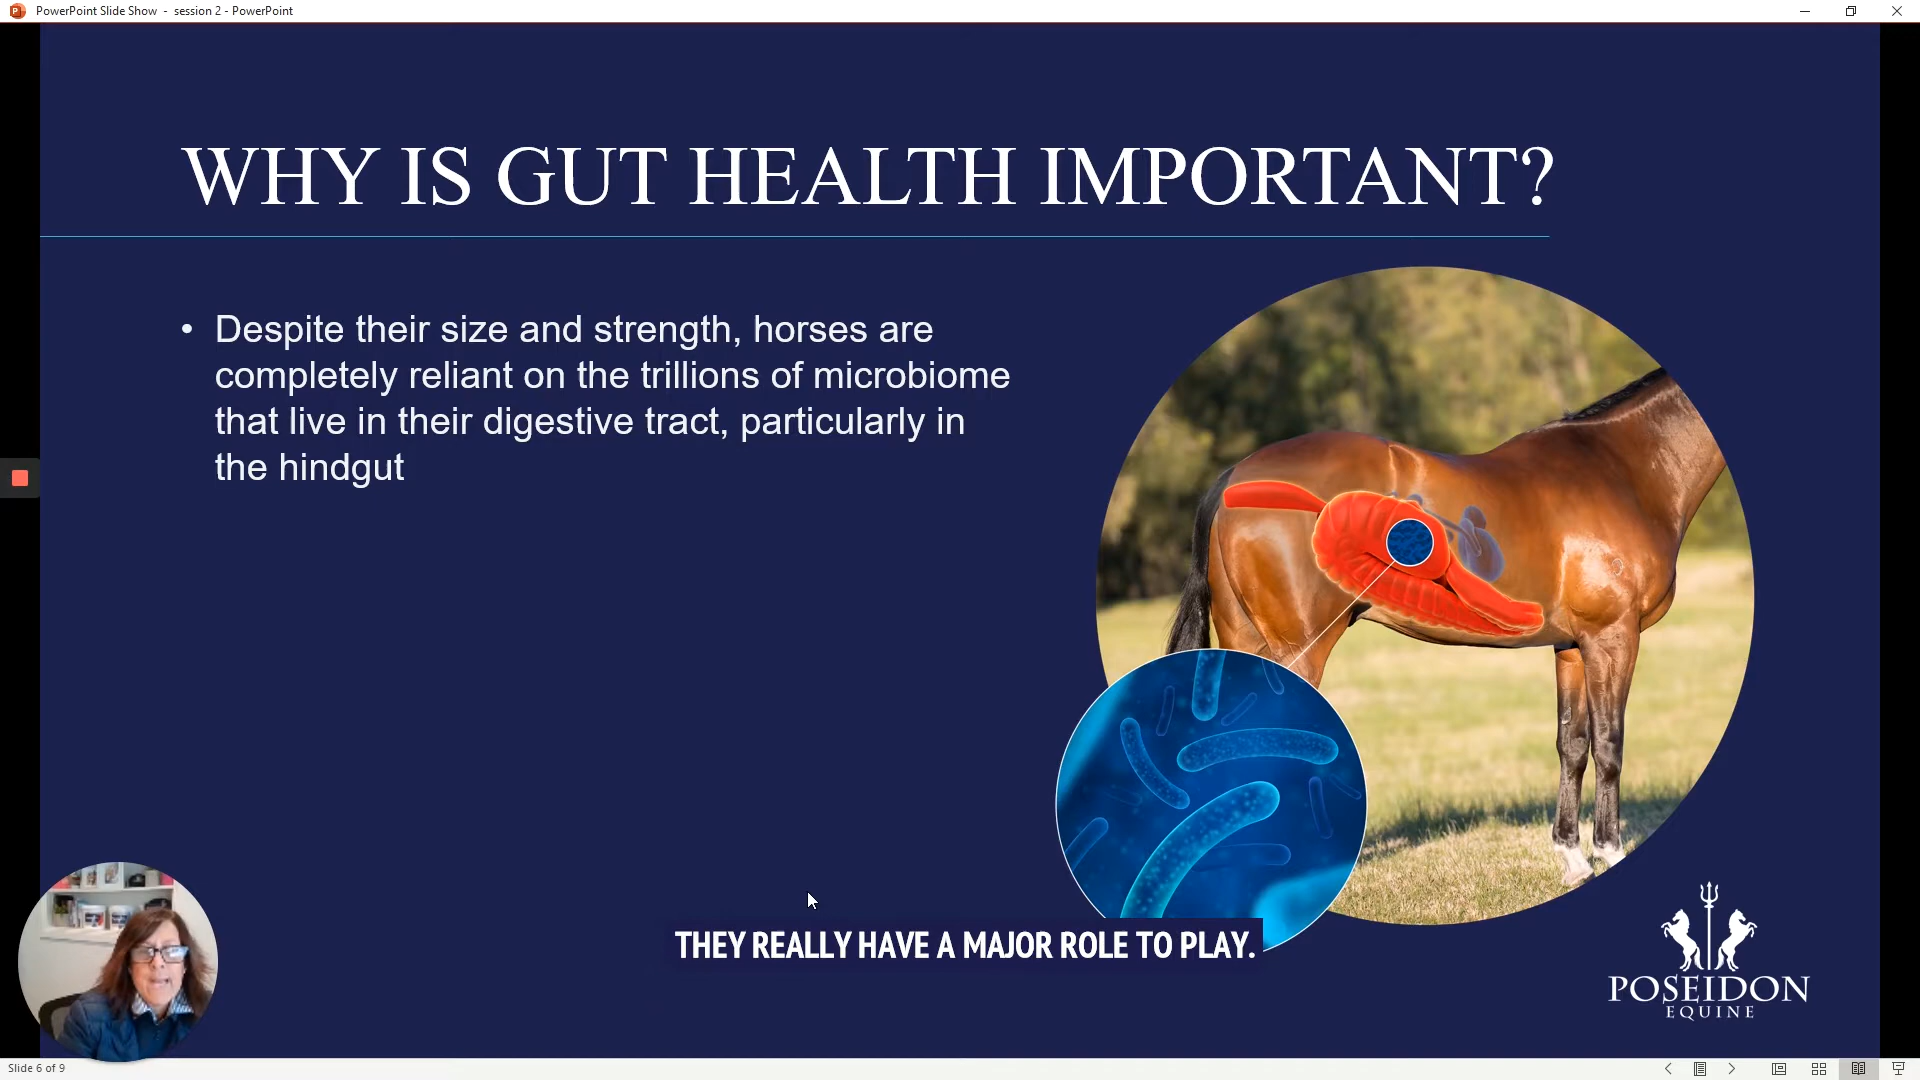 PowerPoint Slide Show - session 2 - PowerPoint
WHY IS GUT HEALTH IMPORTANT?
• Despite their size and strength, horses are
completely reliant on the trillions of microbiome
that live in their digestive tract, particularly in
the hindgut
THEY REALLY HAVE A MAJOR ROLE TO PLAY.
POSEIDON
EQUINE
Slide 6 of 9